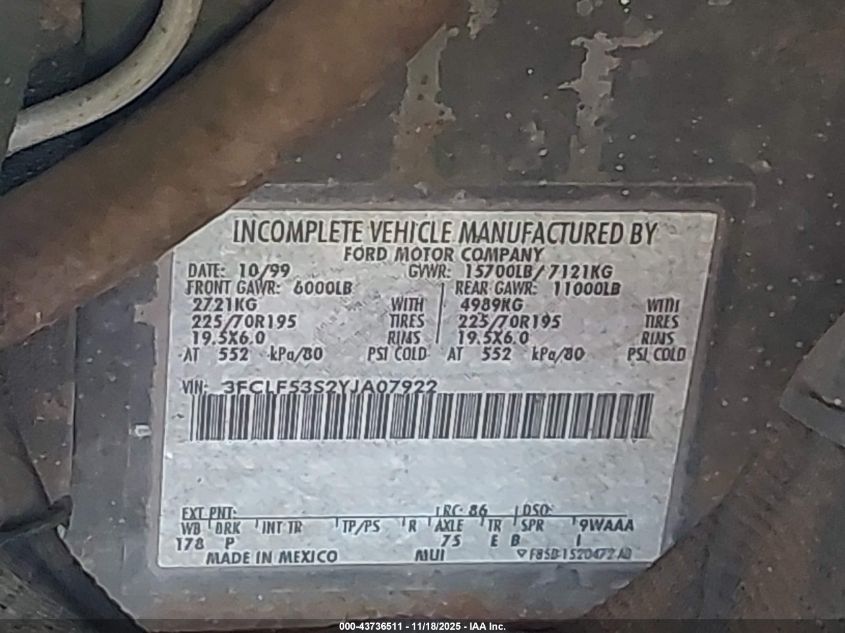 INCOMPLETE VEHICLE MANUFACTURED BY
FORD MOTOR COMPANY
DATE: 10/99 GVWR: 15700LB/7121KG
FRONT GAWR: 6000LB REAR GAWR: 11000LB
2721KG WITH 4989KG WITH
225/70R195 TIRES 225/70R195 TIRES
19.5X6.0 RIMS 19.5X6.0 RIMS
AT 552 kPa/80 PSI COLD AT 552 kPa/80 PSI COLD
VIN: 3FCLF53S2YJA07922
EXT PNT: RC: 86 DSO:
WB BRK INT TR TP/PS R AXLE TR SPR 9WAAA
178 P 75 E B I
MADE IN MEXICO MUI F85B-1520472-AB
000-43736511 - 11/18/2025 - IAA Inc.